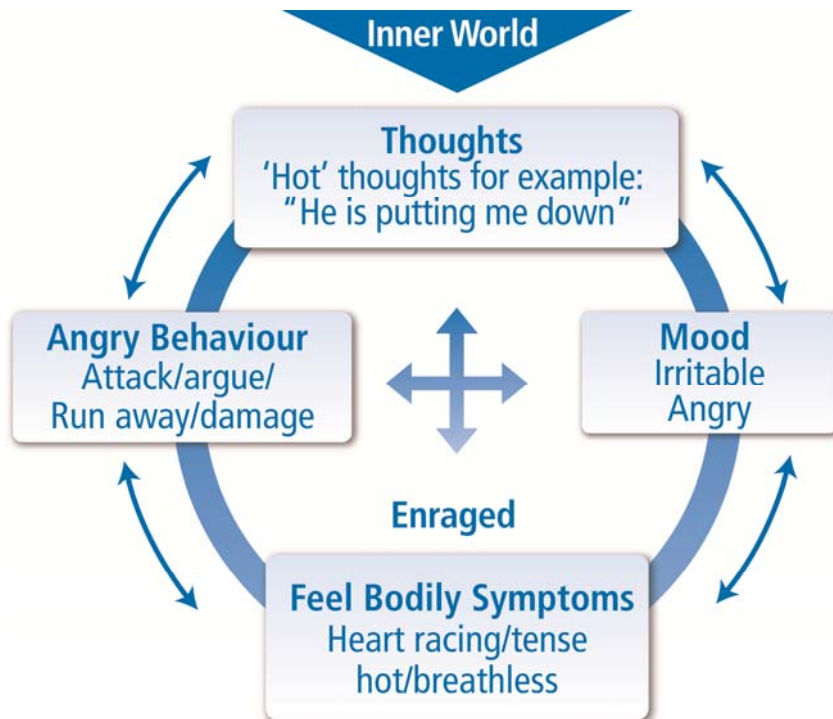 Inner World
Thoughts
'Hot' thoughts for example:
“He is putting me down”
Angry Behaviour
Attack/argue/
Run away/damage
Mood
Irritable
Angry
Enraged
Feel Bodily Symptoms
Heart racing/tense
hot/breathless